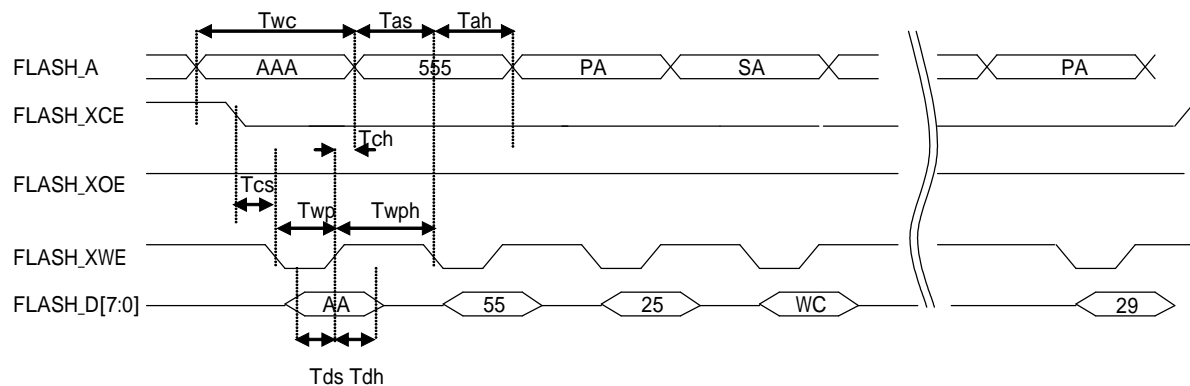 Twc Tas Tah
FLASH_A AAA 555 PA SA PA
FLASH_XCE
Tch
FLASH_XOE
Tcs
Twp Twph
FLASH_XWE
FLASH_D[7:0] AA 55 25 WC 29
Tds Tdh